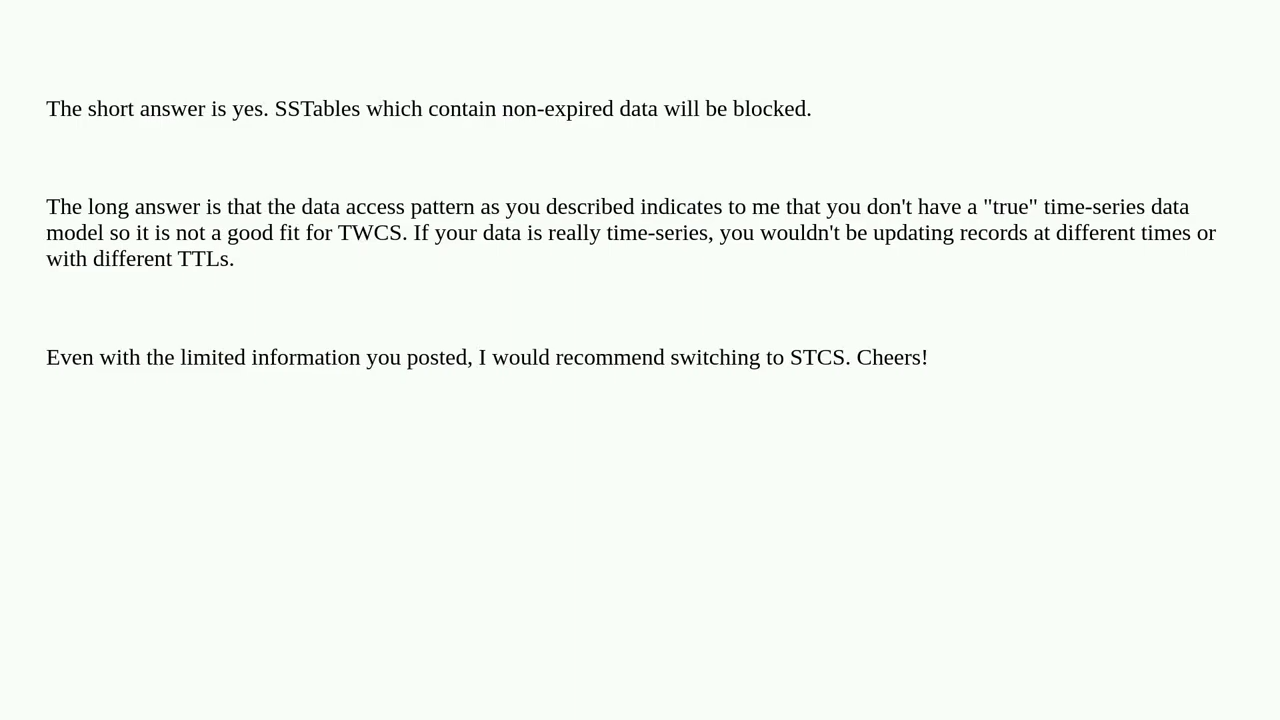 The short answer is yes. SSTables which contain non-expired data will be blocked.
The long answer is that the data access pattern as you described indicates to me that you don't have a "true" time-series data
model so it is not a good fit for TWCS. If your data is really time-series, you wouldn't be updating records at different times or
with different TTLs.
Even with the limited information you posted, I would recommend switching to STCS. Cheers!